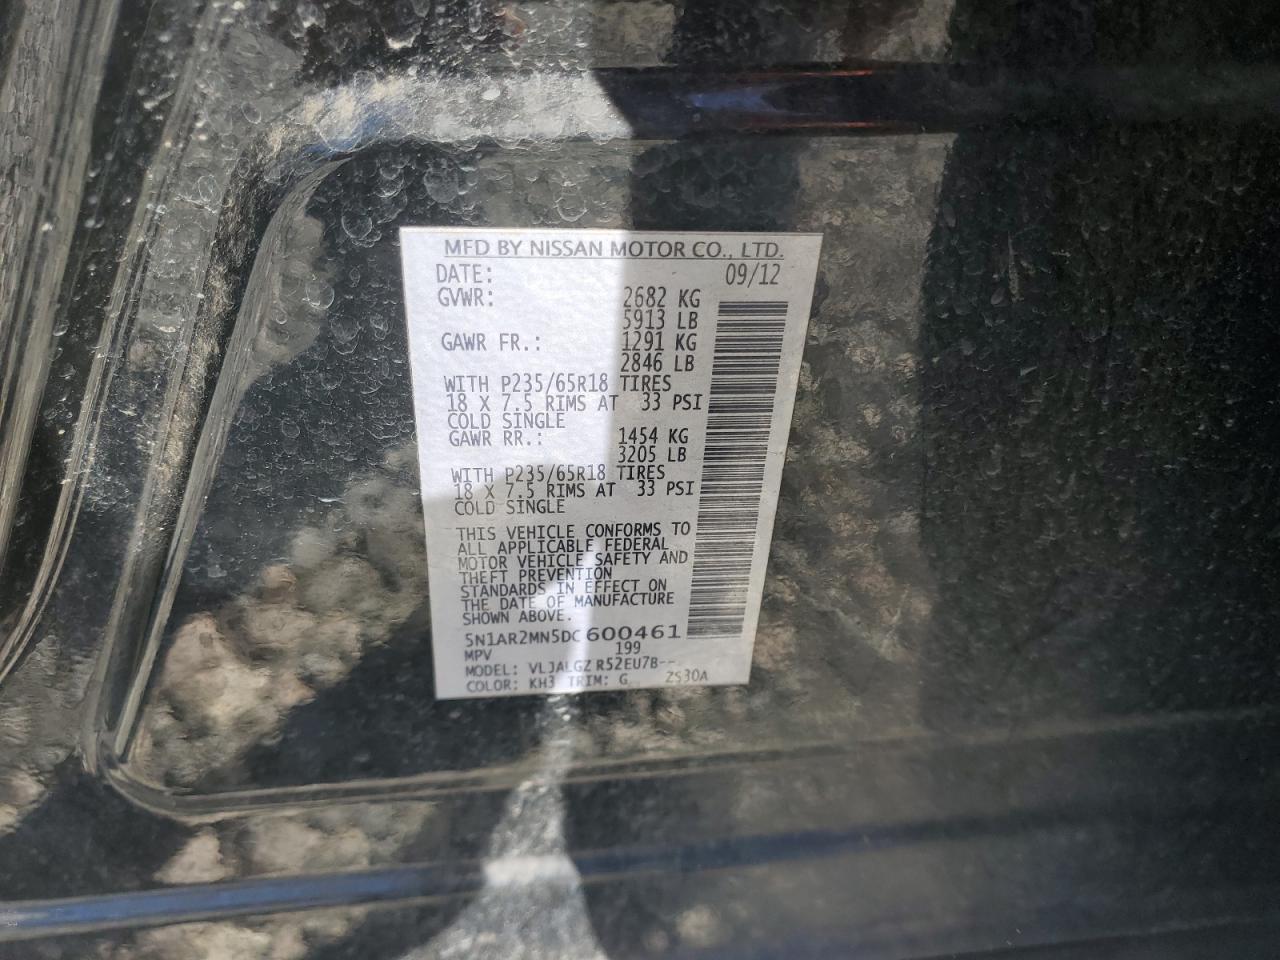 MFD BY NISSAN MOTOR CO., LTD.
DATE: 09/12
GVWR: 2682 KG
5913 LB
GAWR FR.: 1291 KG
2846 LB
WITH P235/65R18 TIRES
18 X 7.5 RIMS AT 33 PSI
COLD SINGLE
GAWR RR.: 1454 KG
3205 LB
WITH P235/65R18 TIRES
18 X 7.5 RIMS AT 33 PSI
COLD SINGLE
THIS VEHICLE CONFORMS TO
ALL APPLICABLE FEDERAL
MOTOR VEHICLE SAFETY AND
THEFT PREVENTION
STANDARDS IN EFFECT ON
THE DATE OF MANUFACTURE
SHOWN ABOVE.
5N1AR2MN5DC600461
MPV 199
MODEL: VLJALGZ R52EU7B--
COLOR: KH3 TRIM: G ZS30A